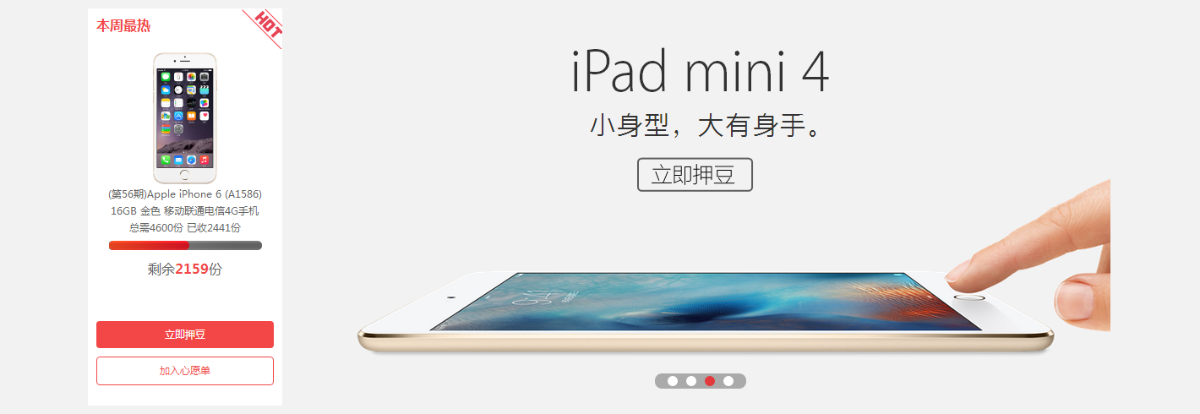 本周最热
HOT
(第56期)Apple iPhone 6 (A1586)
16GB 金色 移动联通电信4G手机
总需4600份 已收2441份
剩余2159份
立即押豆
加入心愿单
iPad mini 4
小身型，大有身手。
立即押豆
9:41